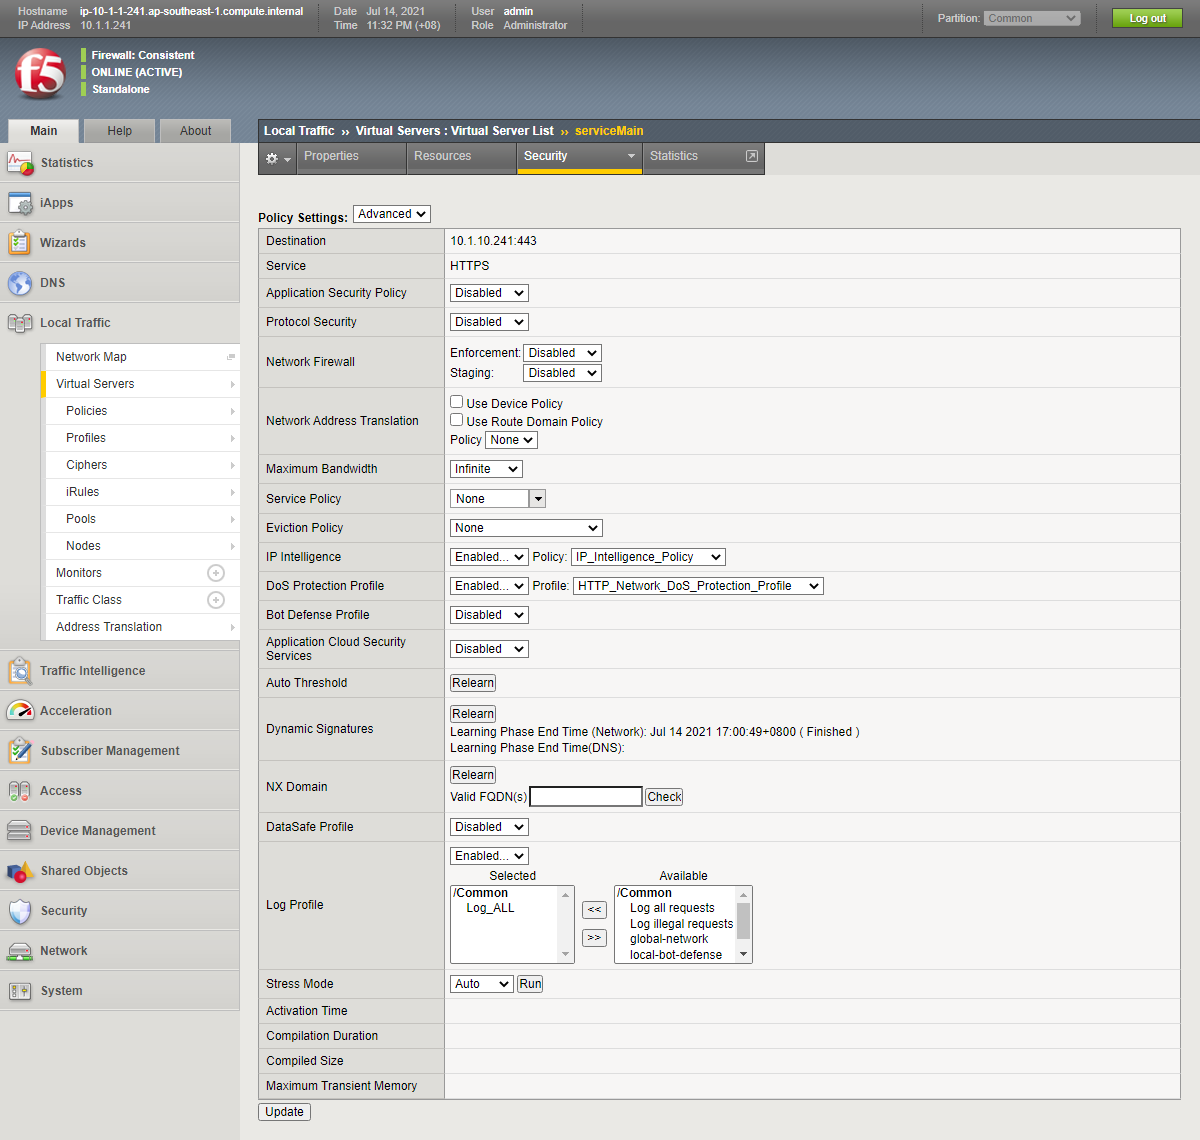 Hostname ip-10-1-1-241.ap-southeast-1.compute.internal Date Jul 14, 2021 User admin
IP Address 10.1.1.241 Time 11:32 PM (+08) Role Administrator
Partition: Common Log out
f5
Firewall: Consistent
ONLINE (ACTIVE)
Standalone
Main Help About
Local Traffic ›› Virtual Servers : Virtual Server List ›› serviceMain
Properties Resources Security Statistics
Statistics
iApps
Wizards
DNS
Local Traffic
Network Map
Virtual Servers
Policies
Profiles
Ciphers
iRules
Pools
Nodes
Monitors
Traffic Class
Address Translation
Traffic Intelligence
Acceleration
Subscriber Management
Access
Device Management
Shared Objects
Security
Network
System
Policy Settings: Advanced
Destination 10.1.10.241:443
Service HTTPS
Application Security Policy Disabled
Protocol Security Disabled
Network Firewall
Enforcement: Disabled
Staging: Disabled
Network Address Translation
Use Device Policy
Use Route Domain Policy
Policy None
Maximum Bandwidth Infinite
Service Policy None
Eviction Policy None
IP Intelligence Enabled... Policy: IP_Intelligence_Policy
DoS Protection Profile Enabled... Profile: HTTP_Network_DoS_Protection_Profile
Bot Defense Profile Disabled
Application Cloud Security
Services
Disabled
Auto Threshold Relearn
Dynamic Signatures
Relearn
Learning Phase End Time (Network): Jul 14 2021 17:00:49+0800 ( Finished )
Learning Phase End Time(DNS):
NX Domain
Relearn
Valid FQDN(s) Check
DataSafe Profile Disabled
Log Profile
Enabled...
Selected Available
/Common
Log_ALL
<<
>>
/Common
Log all requests
Log illegal requests
global-network
local-bot-defense
Stress Mode Auto Run
Activation Time
Compilation Duration
Compiled Size
Maximum Transient Memory
Update